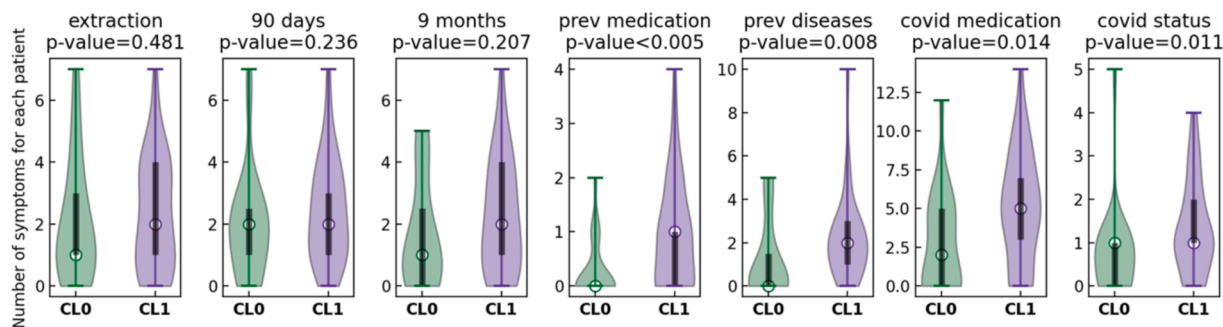 extraction
p-value=0.481
90 days
p-value=0.236
9 months
p-value=0.207
prev medication
p-value<0.005
prev diseases
p-value=0.008
covid medication
p-value=0.014
covid status
p-value=0.011
Number of symptoms for each patient
6
4
2
0
CL0 CL1
6
4
2
0
CL0 CL1
6
4
2
0
CL0 CL1
4
3
2
1
0
CL0 CL1
10
8
6
4
2
0
CL0 CL1
12.5
10.0
7.5
5.0
2.5
0.0
CL0 CL1
5
4
3
2
1
0
CL0 CL1